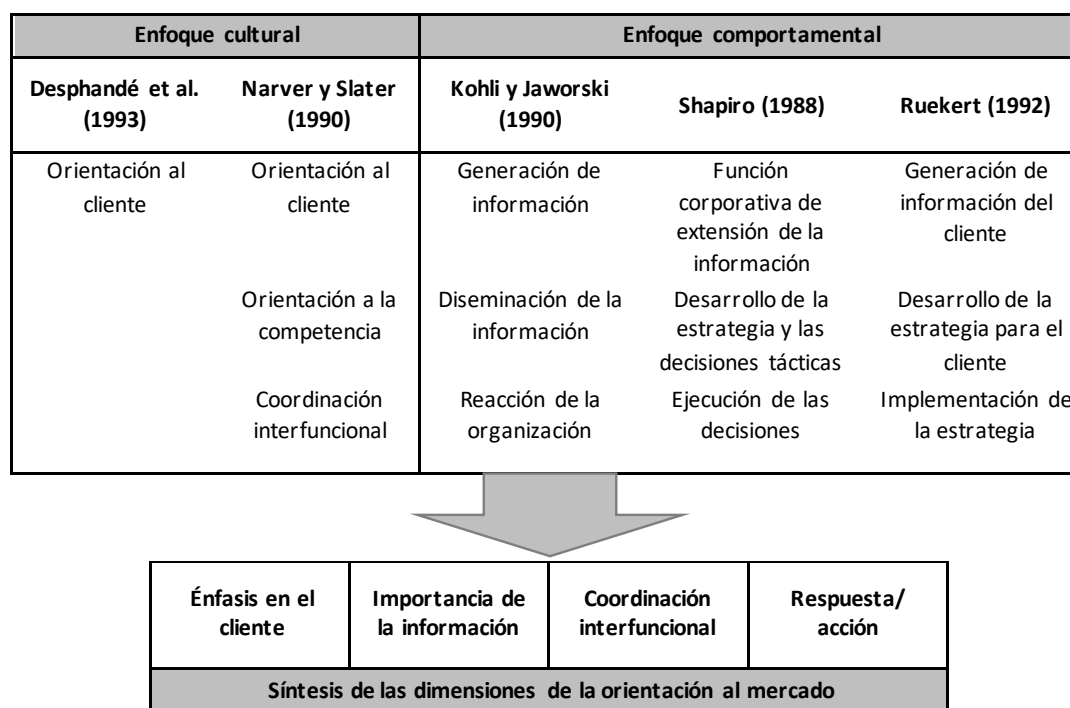 Enfoque cultural
Enfoque comportamental
Desphandé et al.
(1993)
Narver y Slater
(1990)
Kohli y Jaworski
(1990)
Shapiro (1988)
Ruekert (1992)
Orientación al
cliente
Orientación al
cliente
Generación de
información
Función
corporativa de
extensión de la
información
Generación de
información del
cliente
Orientación a la
competencia
Diseminación de la
información
Desarrollo de la
estrategia y las
decisiones tácticas
Desarrollo de la
estrategia para el
cliente
Coordinación
interfuncional
Reacción de la
organización
Ejecución de las
decisiones
Implementación de
la estrategia
Énfasis en el
cliente
Importancia de
la información
Coordinación
interfuncional
Respuesta/
acción
Síntesis de las dimensiones de la orientación al mercado